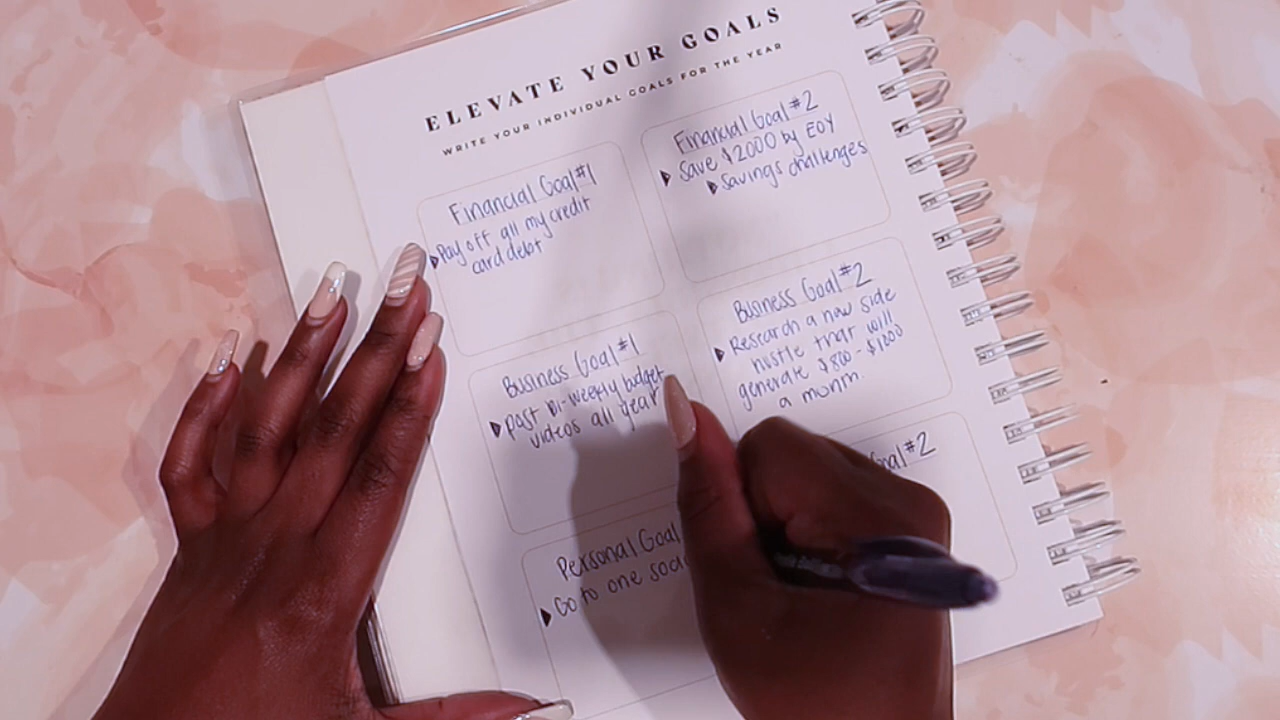 ELEVATE YOUR GOALS
WRITE YOUR INDIVIDUAL GOALS FOR THE YEAR
Financial Goal #1
Pay off all my credit
card debt
Financial Goal #2
Save $2000 by EOY
Savings challenges
Business Goal #1
post bi-weekly budget
videos all year
Business Goal #2
Research a new side
hustle that will
generate $800 - $1200
a month.
Personal Goal
Go to one
Goal #2